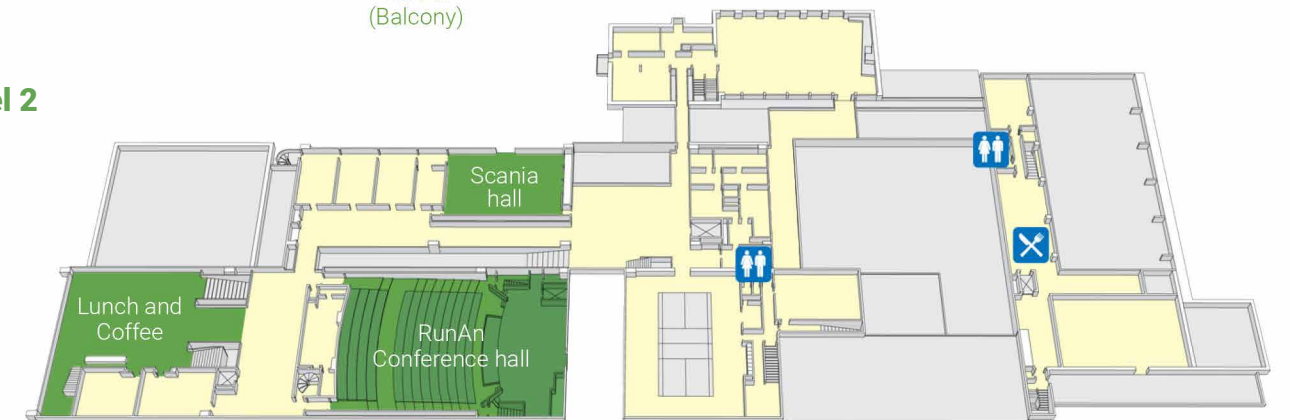 (Balcony)
el 2
Scania
hall
Lunch and
Coffee
RunAn
Conference hall